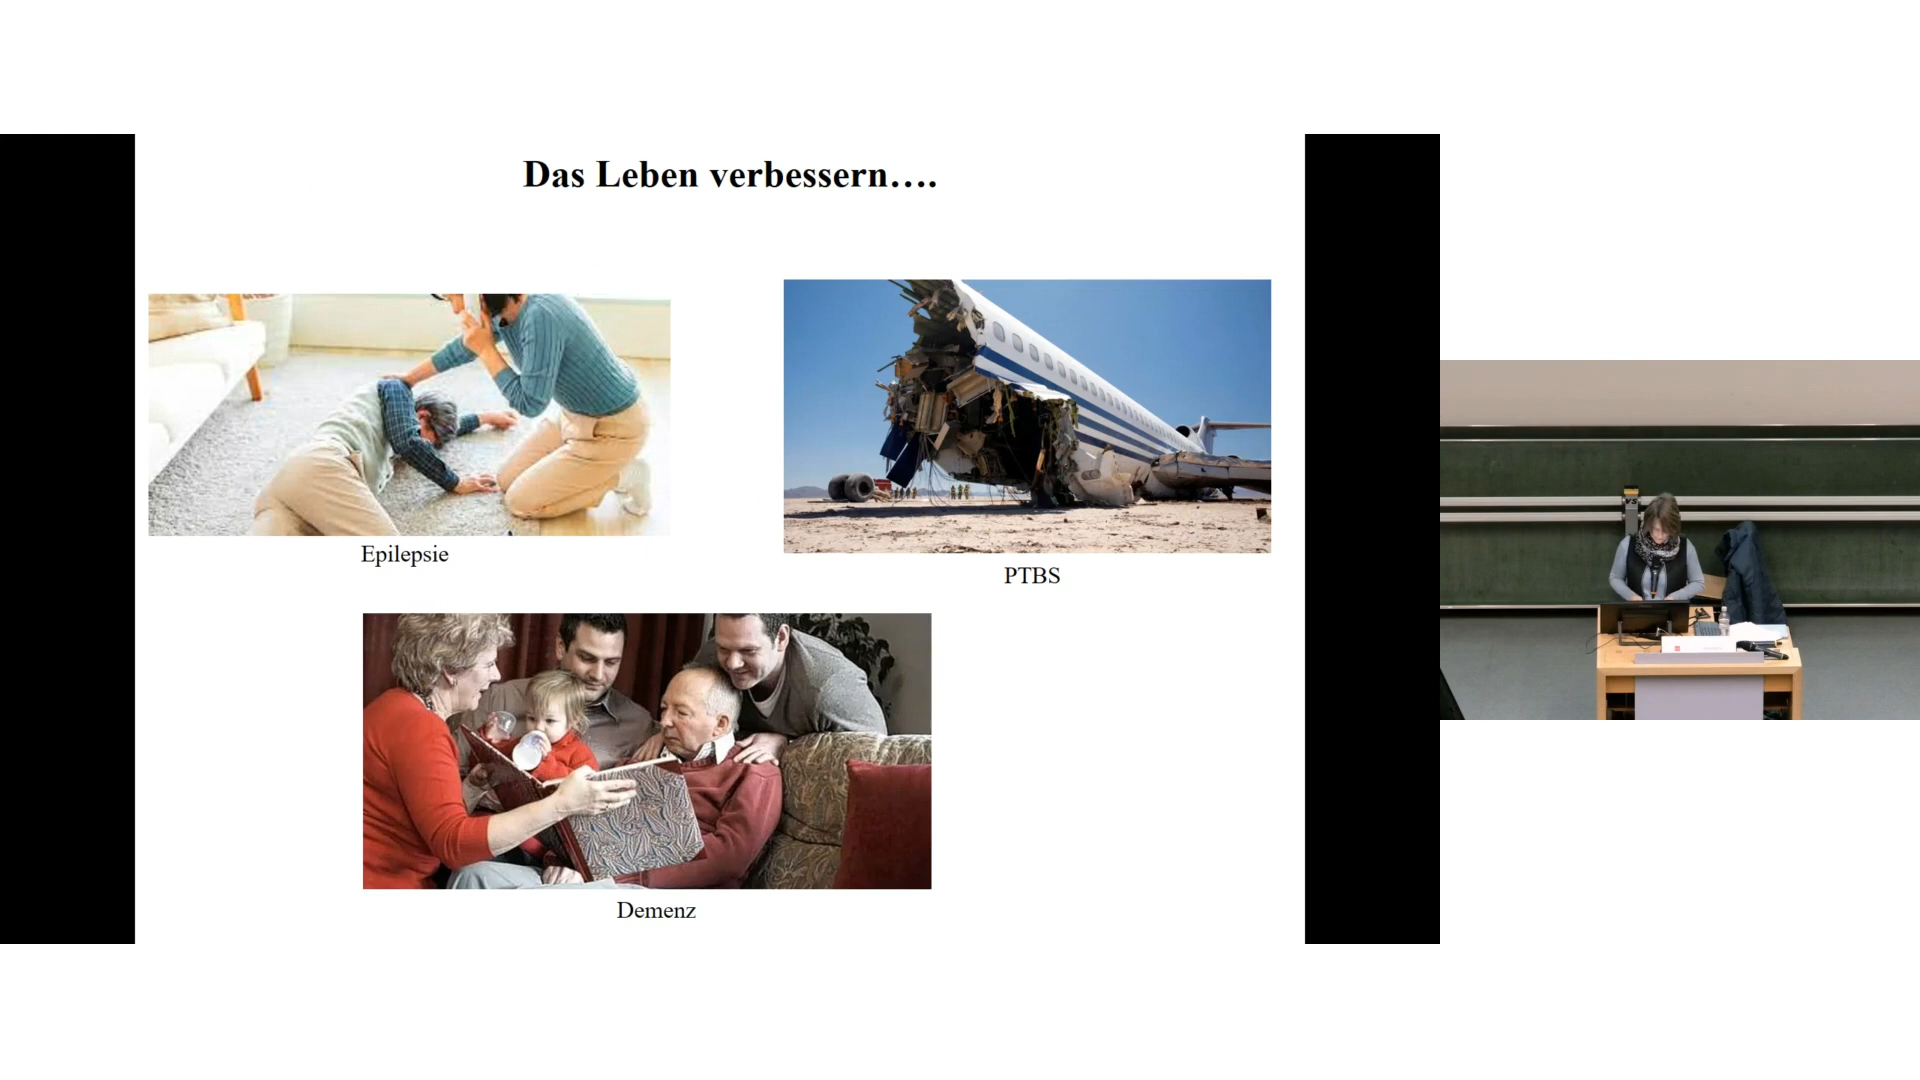 Das Leben verbessern….
Epilepsie
PTBS
Demenz